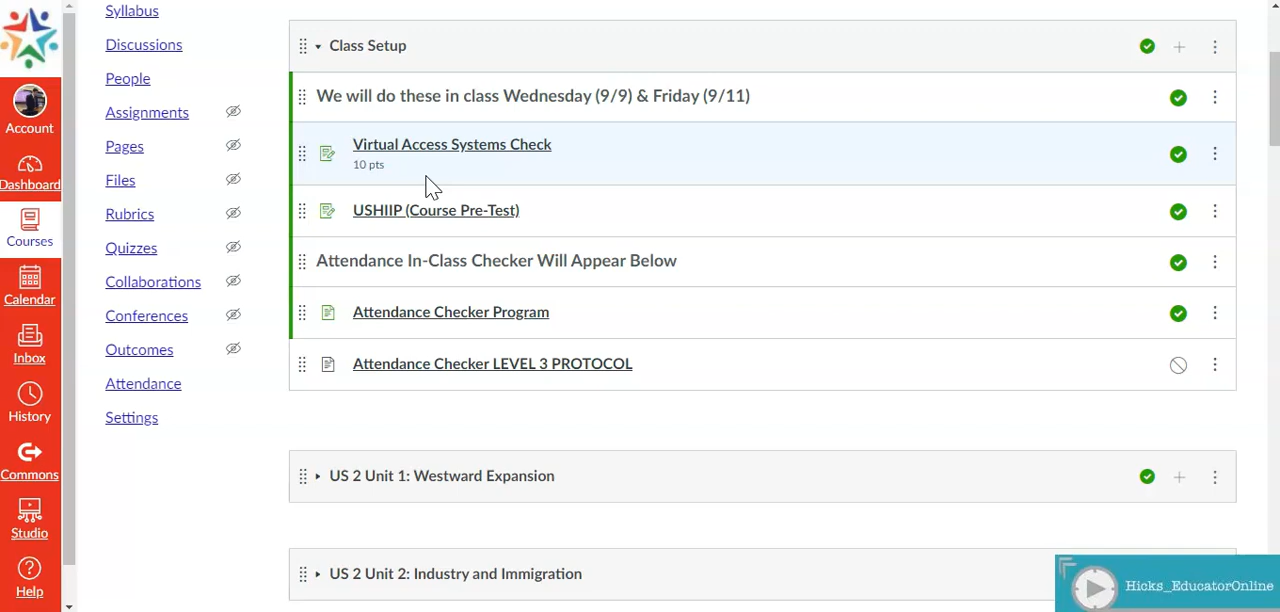 Account
Dashboard
Courses
Calendar
Inbox
History
Commons
Studio
Help
Syllabus
Discussions
People
Assignments
Pages
Files
Rubrics
Quizzes
Collaborations
Conferences
Outcomes
Attendance
Settings
Class Setup
We will do these in class Wednesday (9/9) & Friday (9/11)
Virtual Access Systems Check
10 pts
USHIIP (Course Pre-Test)
Attendance In-Class Checker Will Appear Below
Attendance Checker Program
Attendance Checker LEVEL 3 PROTOCOL
US 2 Unit 1: Westward Expansion
US 2 Unit 2: Industry and Immigration
Hicks_EducatorOnline